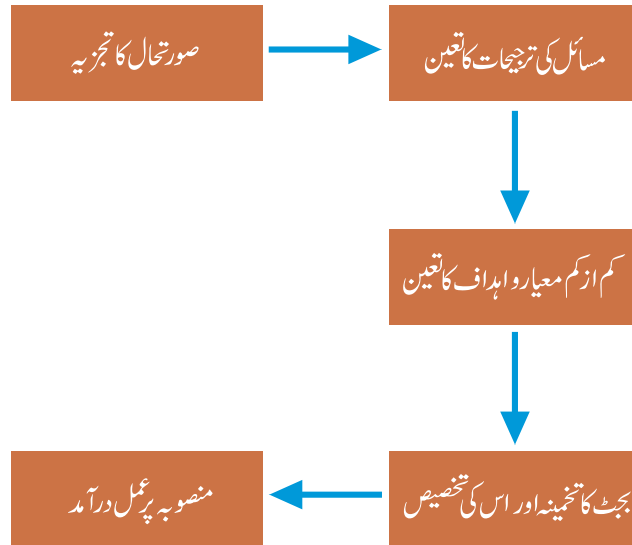 صورتحال کا تجزیہ
مسائل کی ترجیحات کا تعین
کم از کم معیار و اہداف کا تعین
بجٹ کا تخمینہ اور اس کی تخصیص
منصوبہ پر عمل درآمد